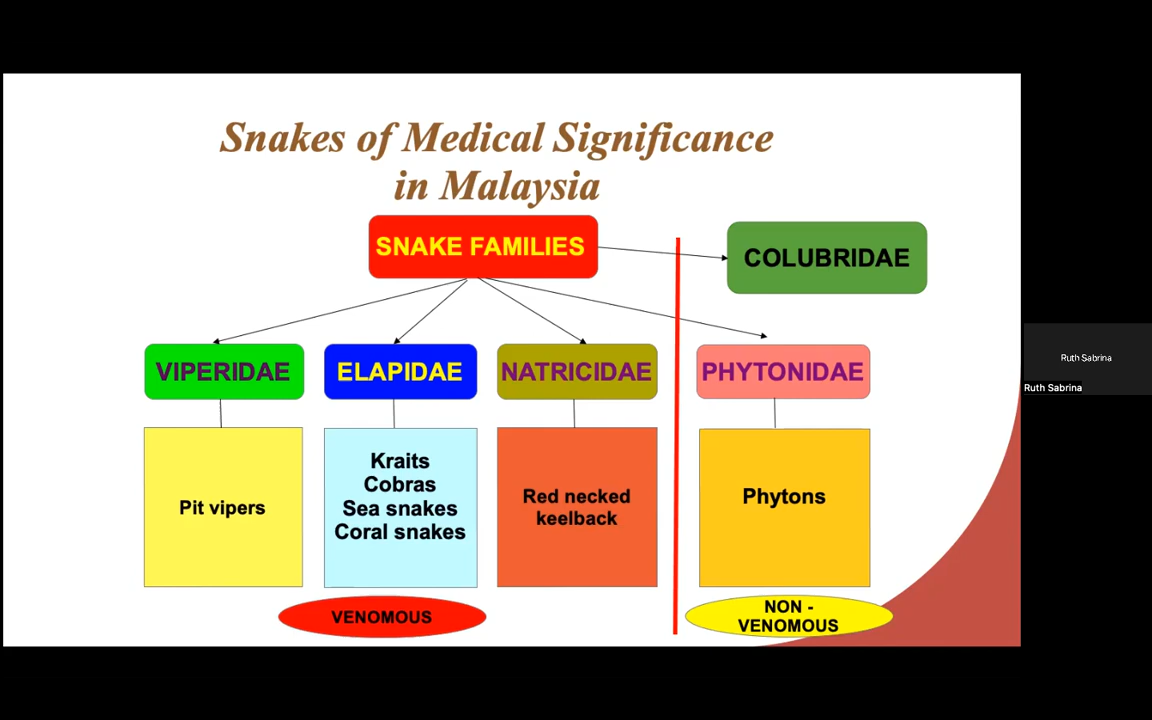 Snakes of Medical Significance
in Malaysia
SNAKE FAMILIES
COLUBRIDAE
VIPERIDAE
ELAPIDAE
NATRICIDAE
PHYTONIDAE
Pit vipers
Kraits
Cobras
Sea snakes
Coral snakes
Red necked
keelback
Phytons
VENOMOUS
NON -
VENOMOUS
Ruth Sabrina
Ruth Sabrina